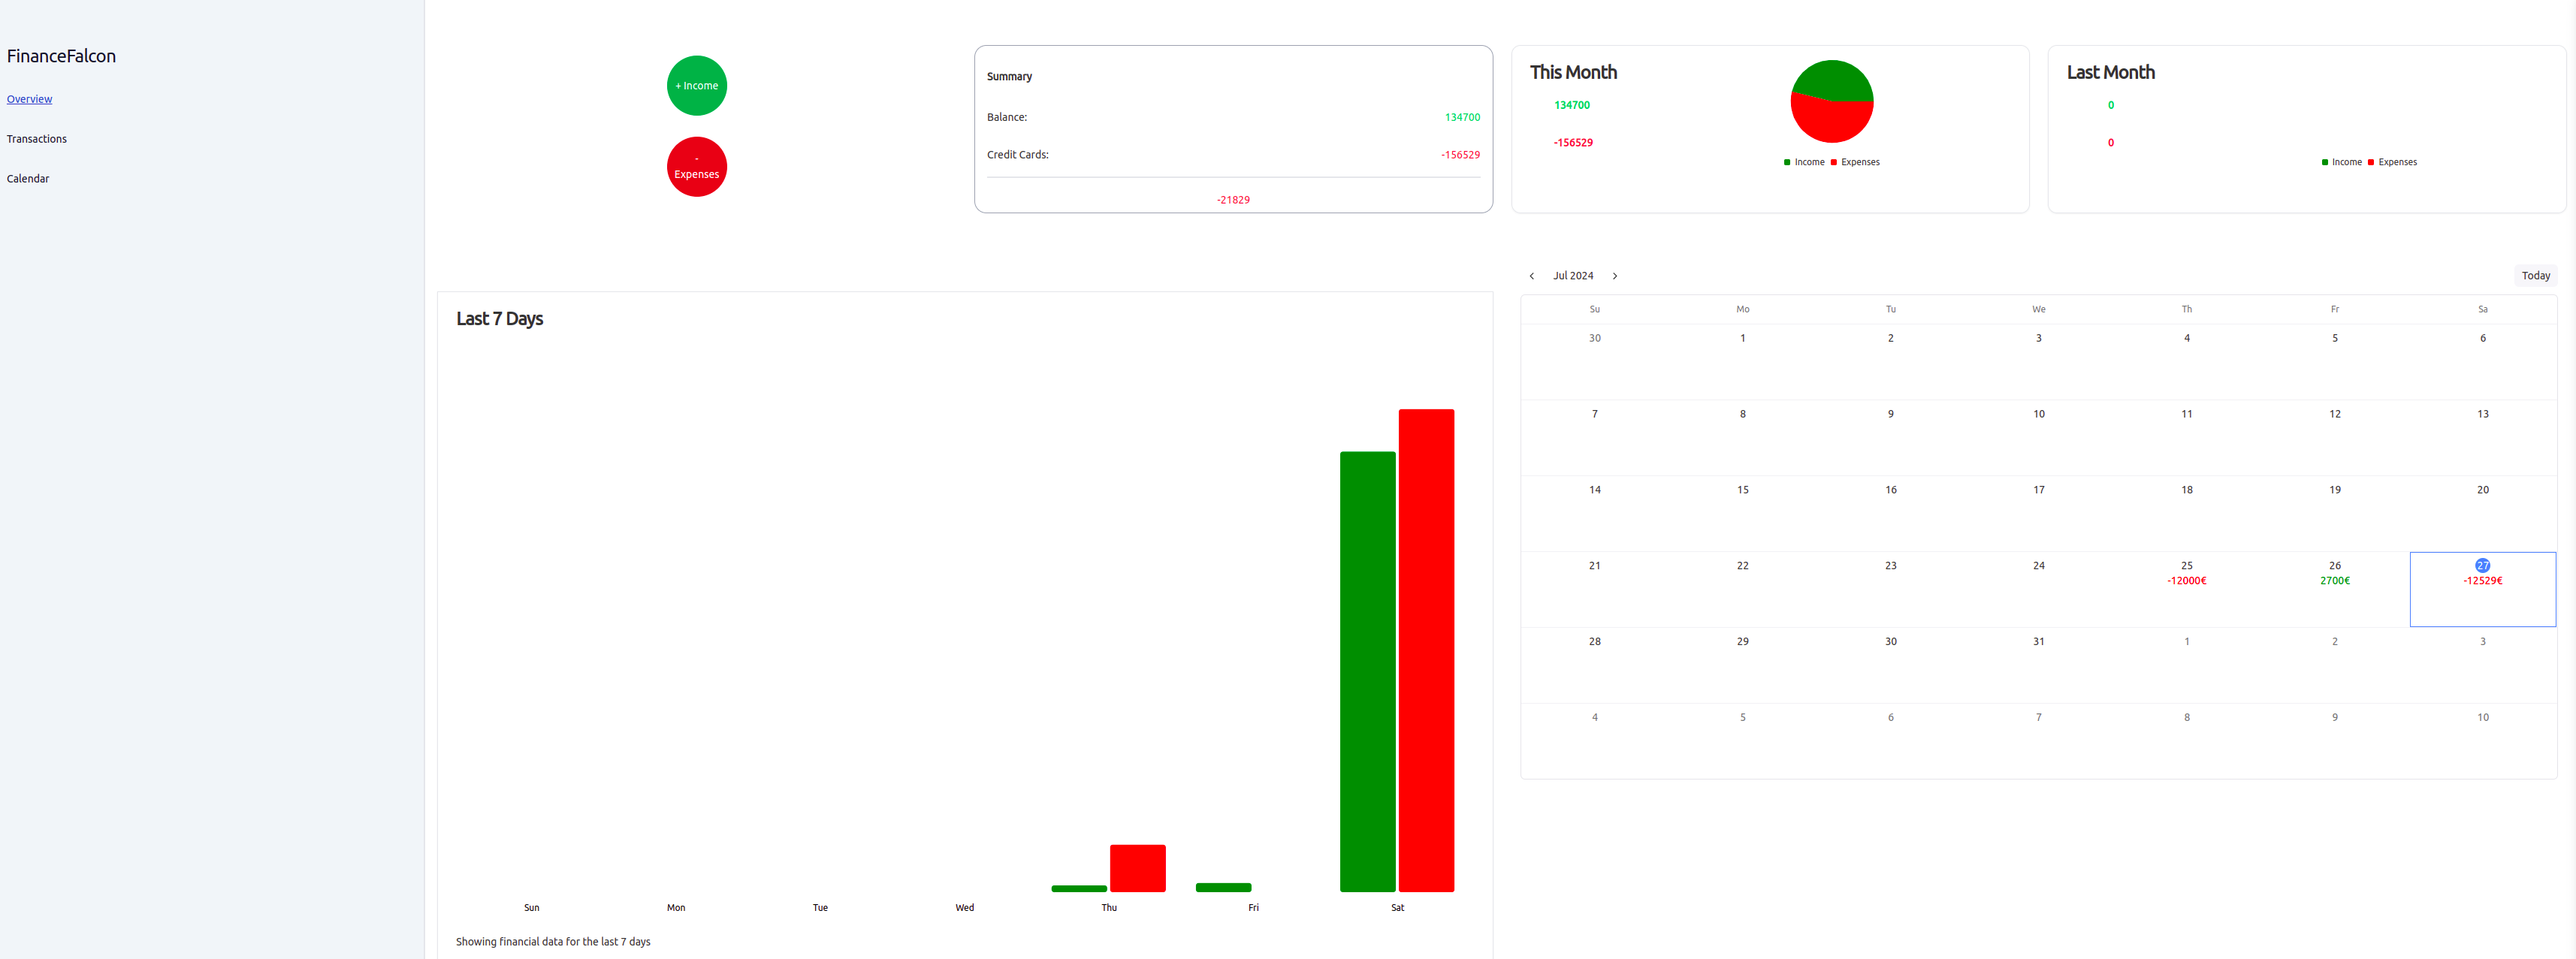 FinanceFalcon
Overview
Transactions
Calendar
+ Income
-
Expenses
Summary
Balance: 134700
Credit Cards: -156529
-21829
This Month
134700
-156529
Income Expenses
Last Month
0
0
Income Expenses
Last 7 Days
Sun Mon Tue Wed Thu Fri Sat
Showing financial data for the last 7 days
Jul 2024 Today
Su Mo Tu We Th Fr Sa
30 1 2 3 4 5 6
7 8 9 10 11 12 13
14 15 16 17 18 19 20
21 22 23 24 25 26 27
-12000€ 2700€ -12529€
28 29 30 31 1 2 3
4 5 6 7 8 9 10